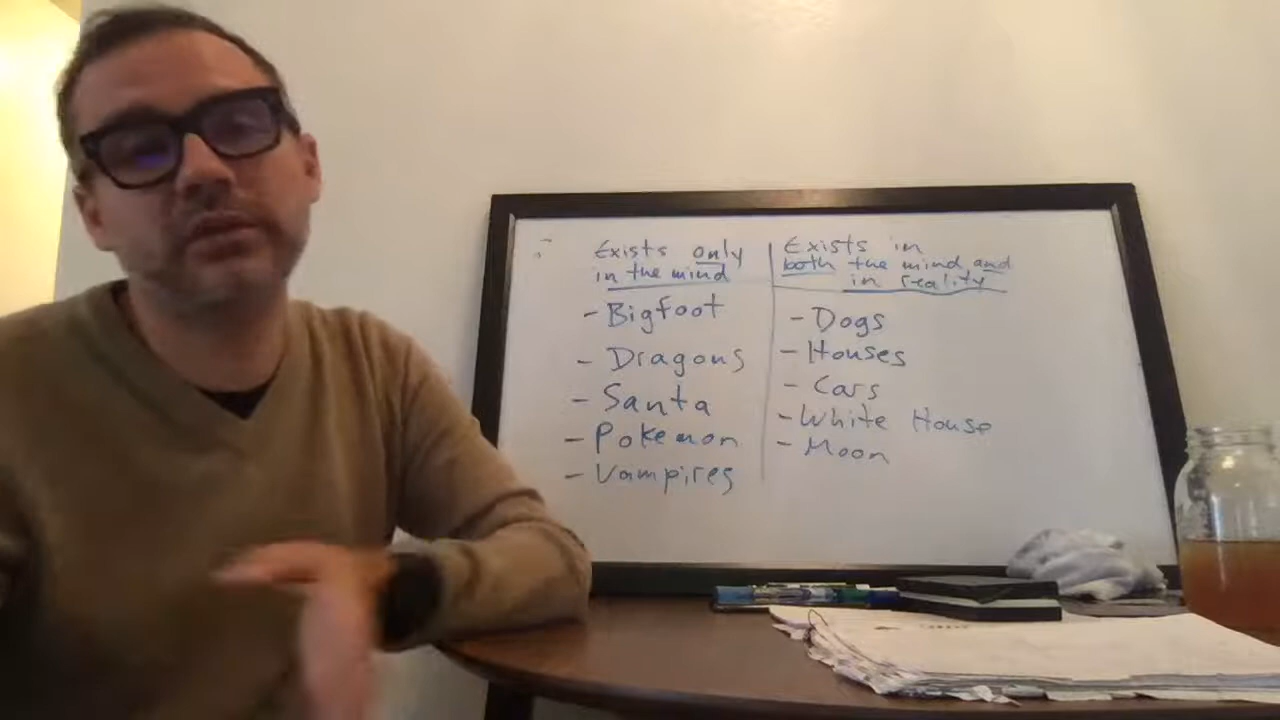 Exists only
in the mind
- Bigfoot
- Dragons
- Santa
- Pokemon
- Vampires
Exists in
both the mind and
in reality
- Dogs
- Houses
- Cars
- White House
- Moon